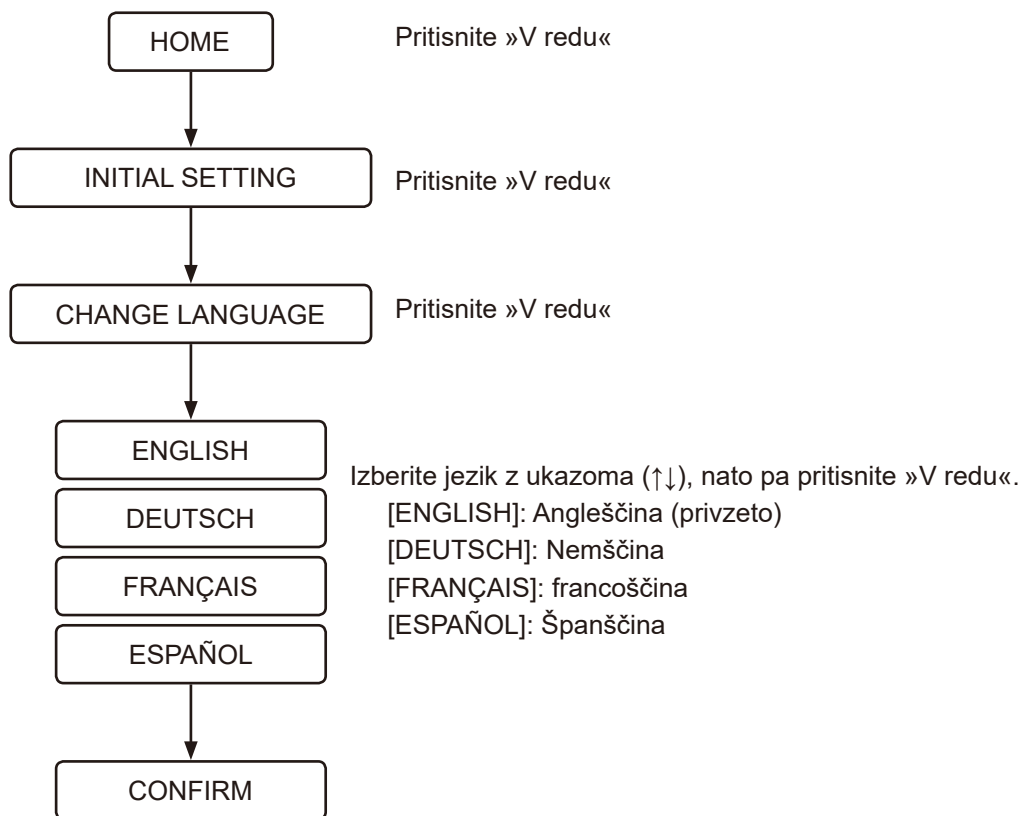 HOME
Pritisnite »V redu«
INITIAL SETTING
Pritisnite »V redu«
CHANGE LANGUAGE
Pritisnite »V redu«
ENGLISH
DEUTSCH
FRANÇAIS
ESPAÑOL
Izberite jezik z ukazoma (↑↓), nato pa pritisnite »V redu«.
[ENGLISH]: Angleščina (privzeto)
[DEUTSCH]: Nemščina
[FRANÇAIS]: francoščina
[ESPAÑOL]: Španščina
CONFIRM